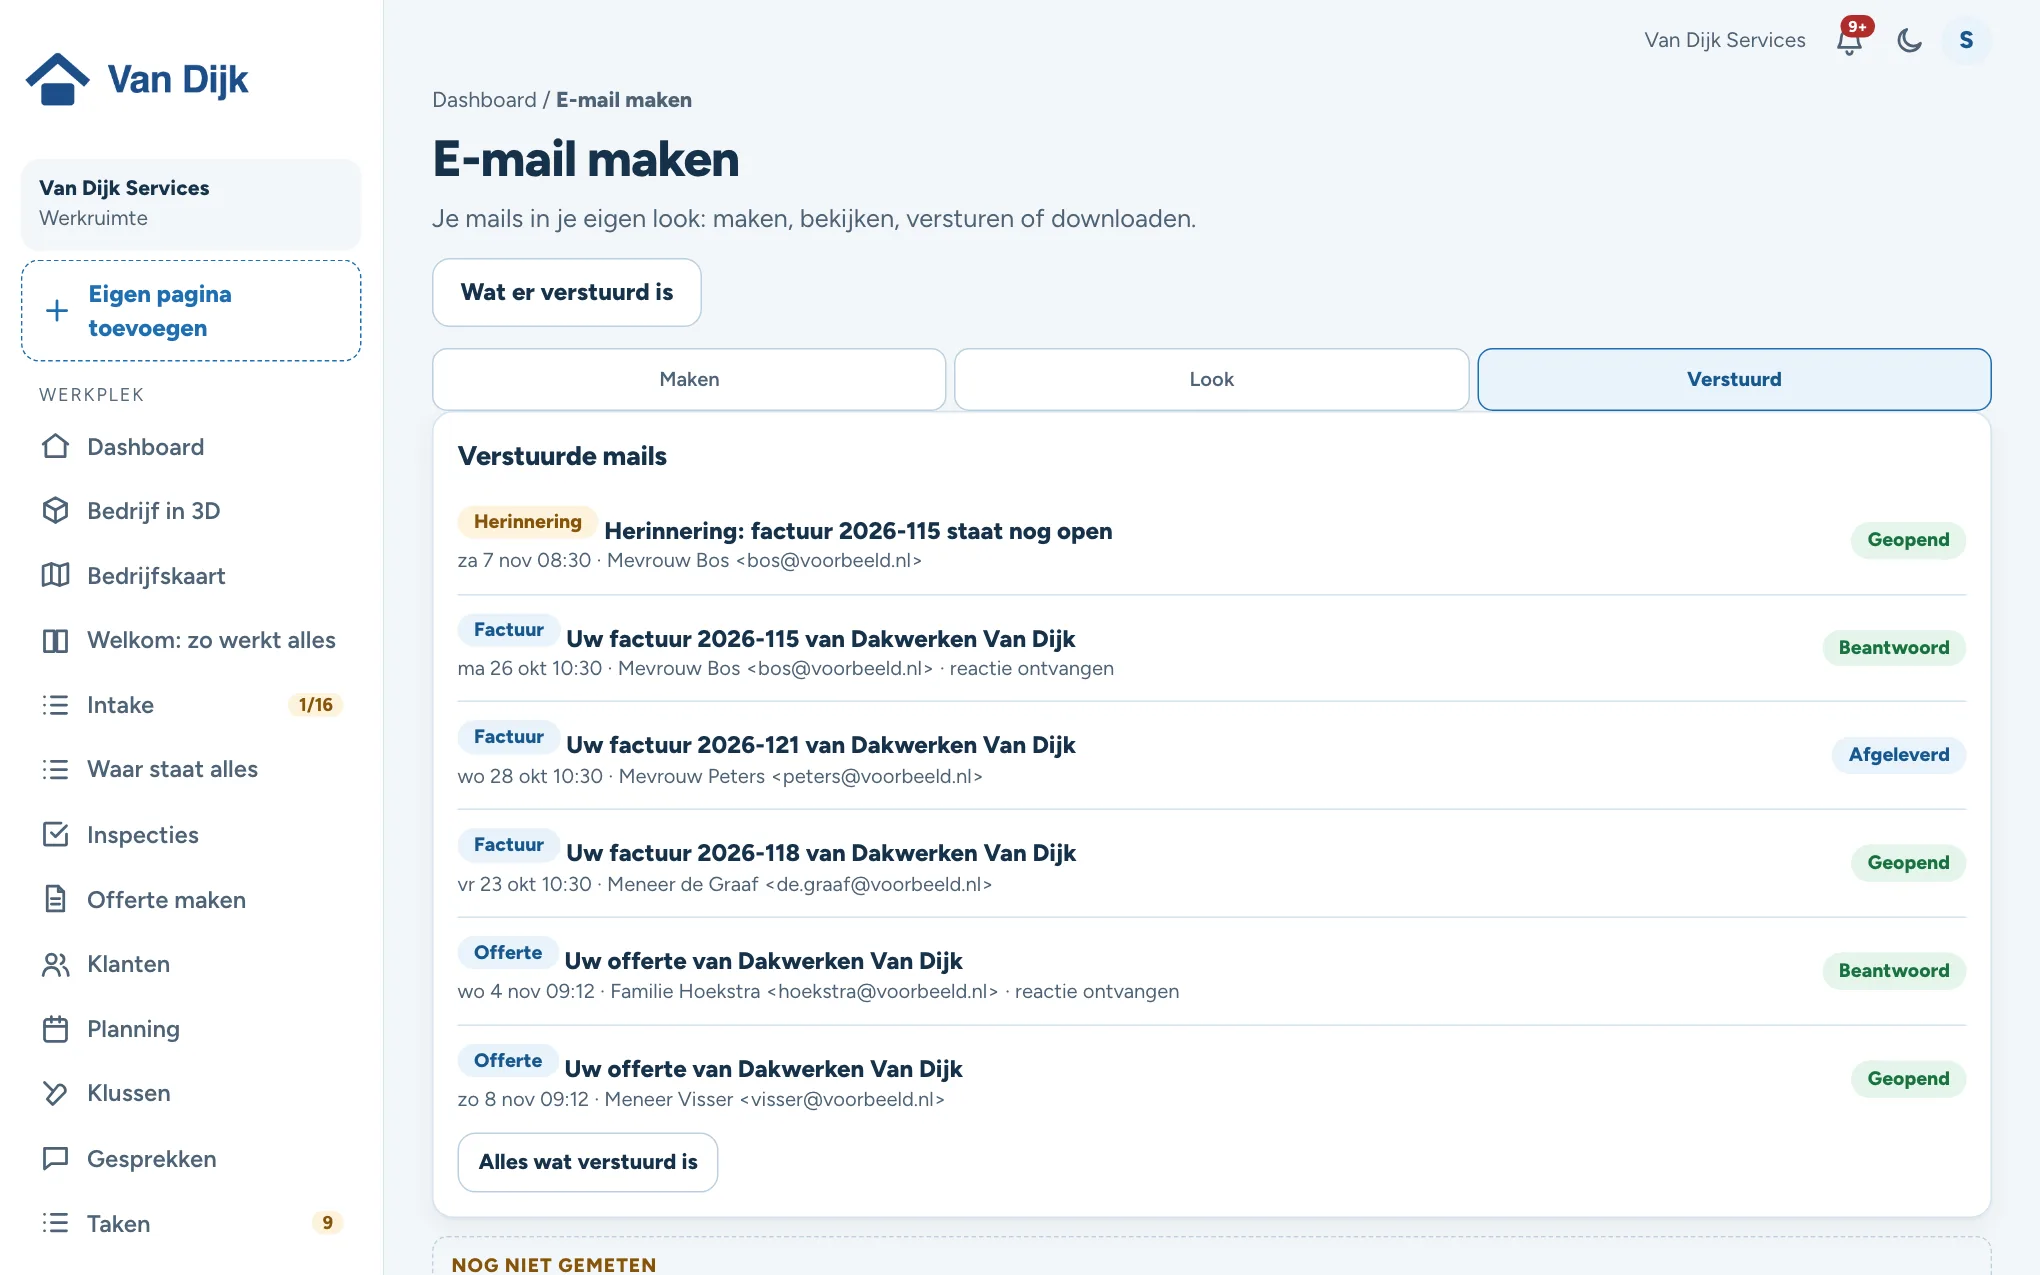 Van Dijk
Van Dijk Services
Werkruimte
Eigen pagina
toevoegen
WERKPLEK
Dashboard
Bedrijf in 3D
Bedrijfskaart
Welkom: zo werkt alles
Intake 1/16
Waar staat alles
Inspecties
Offerte maken
Klanten
Planning
Klussen
Gesprekken
Taken 9
Van Dijk Services 9+ S
Dashboard / E-mail maken
E-mail maken
Je mails in je eigen look: maken, bekijken, versturen of downloaden.
Wat er verstuurd is
Maken Look Verstuurd
Verstuurde mails
Herinnering Herinnering: factuur 2026-115 staat nog open
za 7 nov 08:30 · Mevrouw Bos <bos@voorbeeld.nl>
Geopend
Factuur Uw factuur 2026-115 van Dakwerken Van Dijk
ma 26 okt 10:30 · Mevrouw Bos <bos@voorbeeld.nl> · reactie ontvangen
Beantwoord
Factuur Uw factuur 2026-121 van Dakwerken Van Dijk
wo 28 okt 10:30 · Mevrouw Peters <peters@voorbeeld.nl>
Afgeleverd
Factuur Uw factuur 2026-118 van Dakwerken Van Dijk
vr 23 okt 10:30 · Meneer de Graaf <de.graaf@voorbeeld.nl>
Geopend
Offerte Uw offerte van Dakwerken Van Dijk
wo 4 nov 09:12 · Familie Hoekstra <hoekstra@voorbeeld.nl> · reactie ontvangen
Beantwoord
Offerte Uw offerte van Dakwerken Van Dijk
zo 8 nov 09:12 · Meneer Visser <visser@voorbeeld.nl>
Geopend
Alles wat verstuurd is
NOG NIET GEMETEN